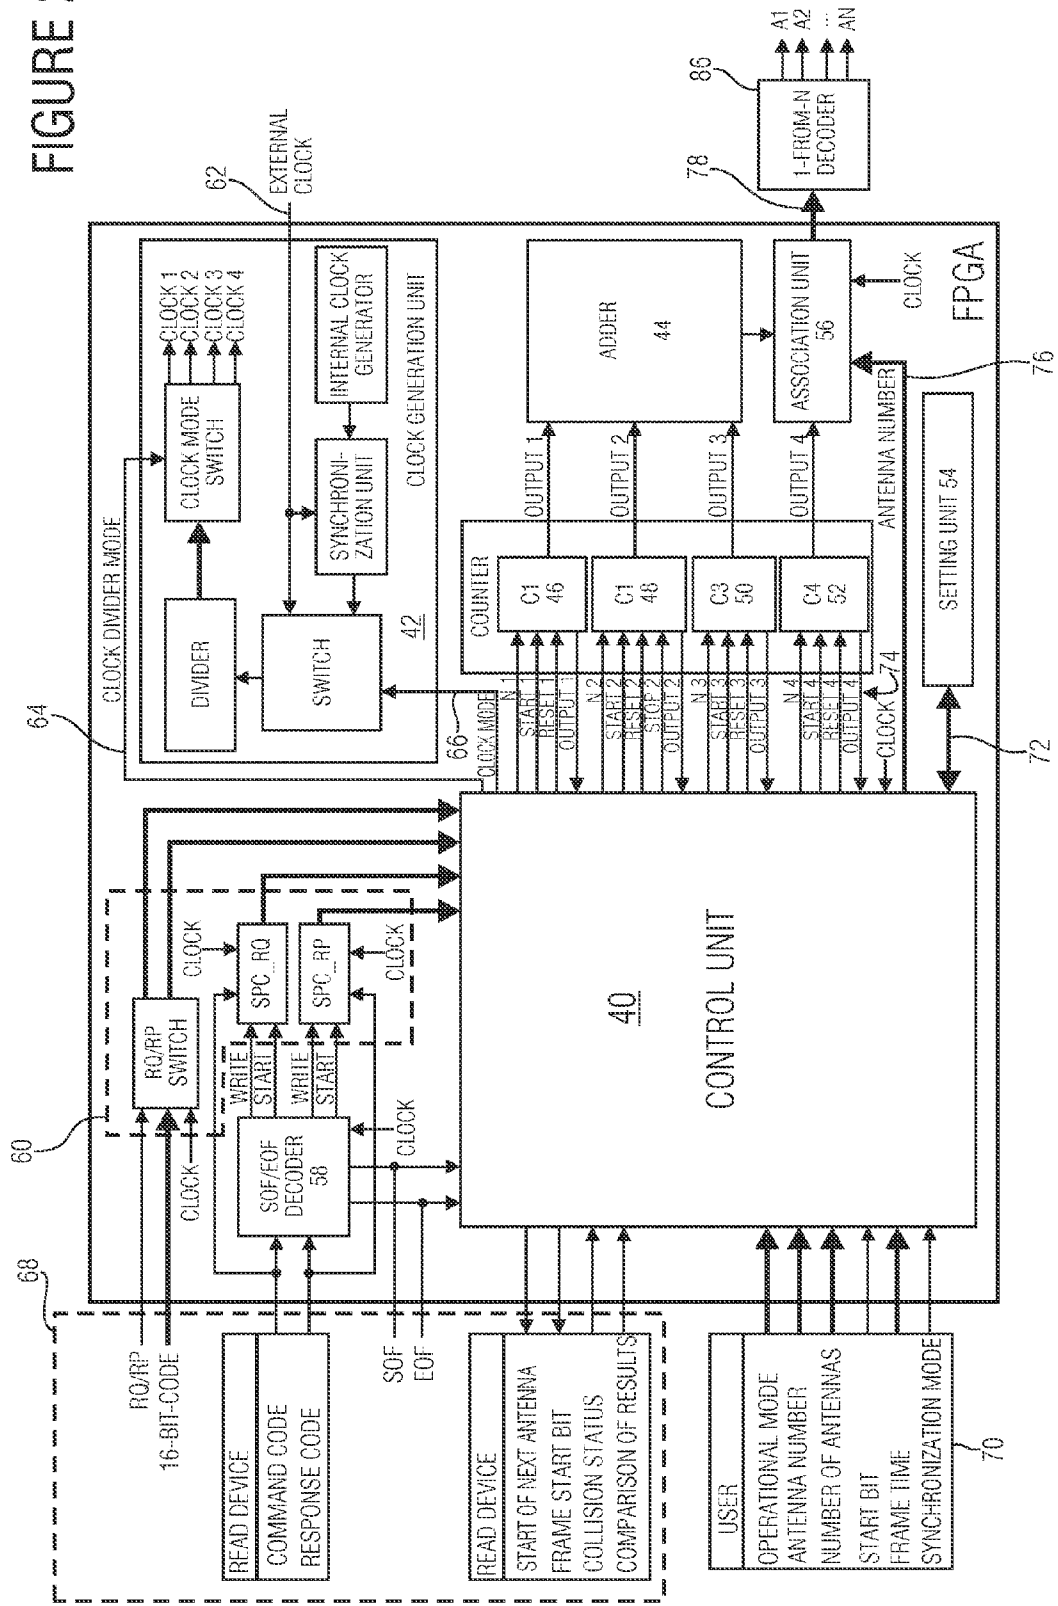 FIGURE
68
60
64
RQ/RP
16-BIT-CODE
CLOCK
RQ/RP
SWITCH
READ DEVICE
COMMAND CODE
RESPONSE CODE
SOF
EOF
SOF/EOF
DECODER
58
CLOCK
WRITE
START
WRITE
START
CLOCK
SPC_RQ
SPC_RP
CLOCK
CLOCK DIVIDER MODE
DIVIDER
CLOCK MODE
SWITCH
CLOCK 1
CLOCK 2
CLOCK 3
CLOCK 4
SWITCH
42
SYNCHRONI-
ZATION UNIT
INTERNAL CLOCK
GENERATOR
CLOCK GENERATION UNIT
62
EXTERNAL
CLOCK
66
CLOCK MODE
READ DEVICE
START OF NEXT ANTENNA
FRAME START BIT
COLLISION STATUS
COMPARISON OF RESULTS
USER
OPERATIONAL MODE
ANTENNA NUMBER
NUMBER OF ANTENNAS
START BIT
FRAME TIME
SYNCHRONIZATION MODE
70
40
CONTROL UNIT
N 1
START 1
RESET 1
OUTPUT 1
N 2
START 2
RESET 2
STOP 2
OUTPUT 2
N 3
START 3
RESET 3
OUTPUT 3
N 4
START 4
RESET 4
OUTPUT 4
CLOCK
74
COUNTER
C1
46
C1
48
C3
50
C4
52
OUTPUT 1
OUTPUT 2
OUTPUT 3
OUTPUT 4
ADDER
44
ASSOCIATION UNIT
56
CLOCK
ANTENNA NUMBER
76
72
SETTING UNIT 54
FPGA
78
86
1-FROM-N
DECODER
A1
A2
...
AN